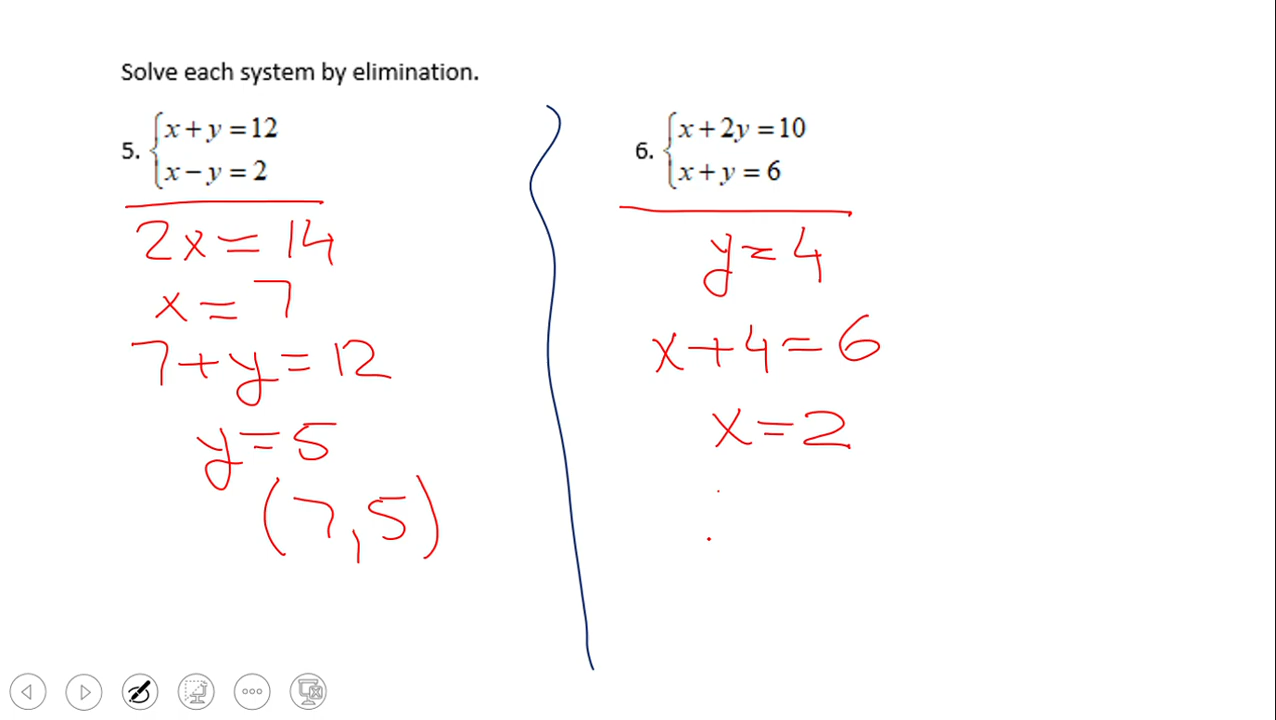 Solve each system by elimination.
5. x + y = 12
x − y = 2
2x = 14
x = 7
7 + y = 12
y = 5
(7, 5)
6. x + 2y = 10
x + y = 6
y = 4
x + 4 = 6
x = 2